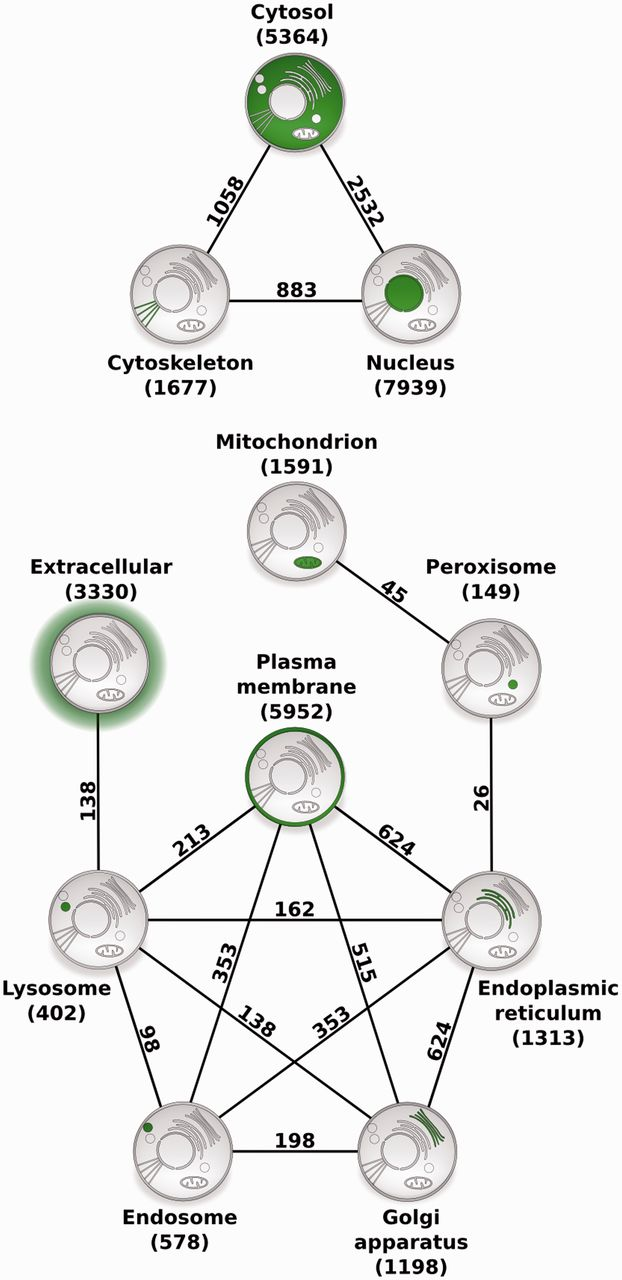 Cytosol
(5364)
1058
2532
883
Cytoskeleton
(1677)
Nucleus
(7939)
Mitochondrion
(1591)
Extracellular
(3330)
45
Peroxisome
(149)
Plasma
membrane
(5952)
138
26
213
624
162
353
515
Lysosome
(402)
Endoplasmic
reticulum
(1313)
98
138
353
624
198
Endosome
(578)
Golgi
apparatus
(1198)